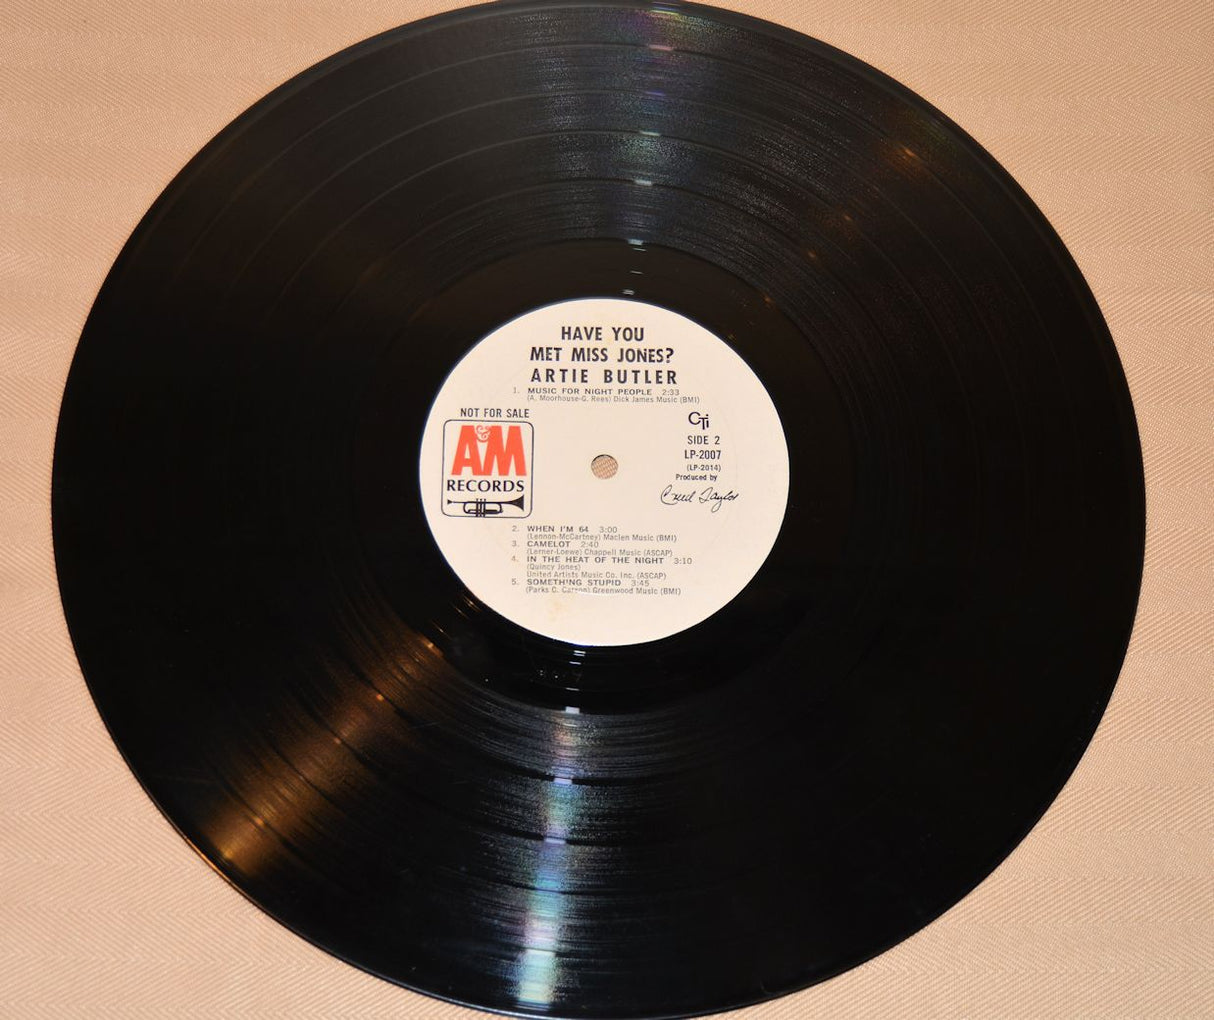 HAVE YOU
MET MISS JONES?
ARTIE BUTLER
1. MUSIC FOR NIGHT PEOPLE 2:33
(A. Moorhouse-G. Rees) Dick James Music (BMI)
NOT FOR SALE
A&M
RECORDS
CTi
SIDE 2
LP-2007
(LP-2014)
Produced by
Creed Taylor
2. WHEN I'M 64 3:00
(Lennon-McCartney) Maclen Music (BMI)
3. CAMELOT 2:40
(Lerner-Loewe) Chappell Music (ASCAP)
4. IN THE HEAT OF THE NIGHT 3:10
(Quincy Jones)
United Artists Music Co. Inc. (ASCAP)
5. SOMETHING STUPID 3:45
(Parks C. Carson) Greenwood Music (BMI)